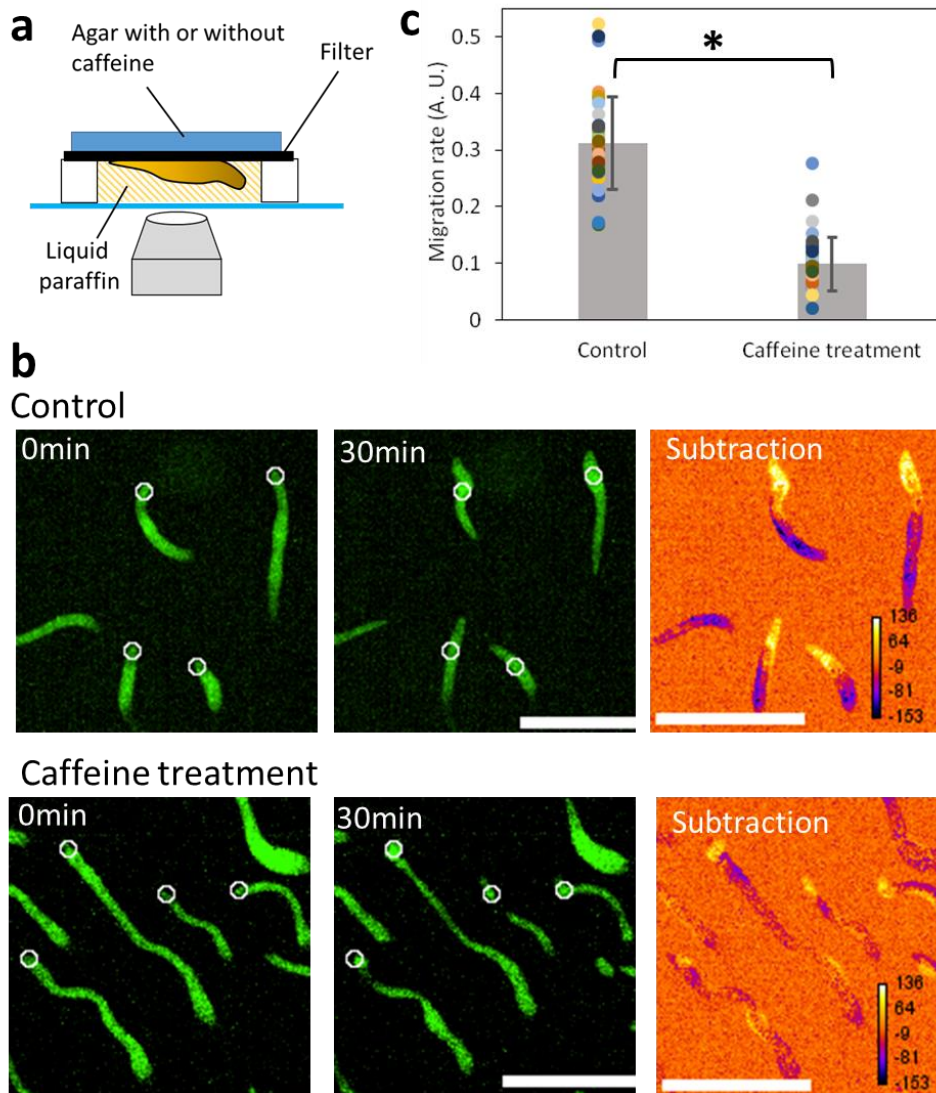 a
Agar with or without
caffeine
Filter
Liquid
paraffin
c
Migration rate (A. U.)
0.5
0.4
0.3
0.2
0.1
0
*
Control
Caffeine treatment
b
Control
0min
30min
Subtraction
136
64
-9
-81
-153
Caffeine treatment
0min
30min
Subtraction
136
64
-9
-81
-153